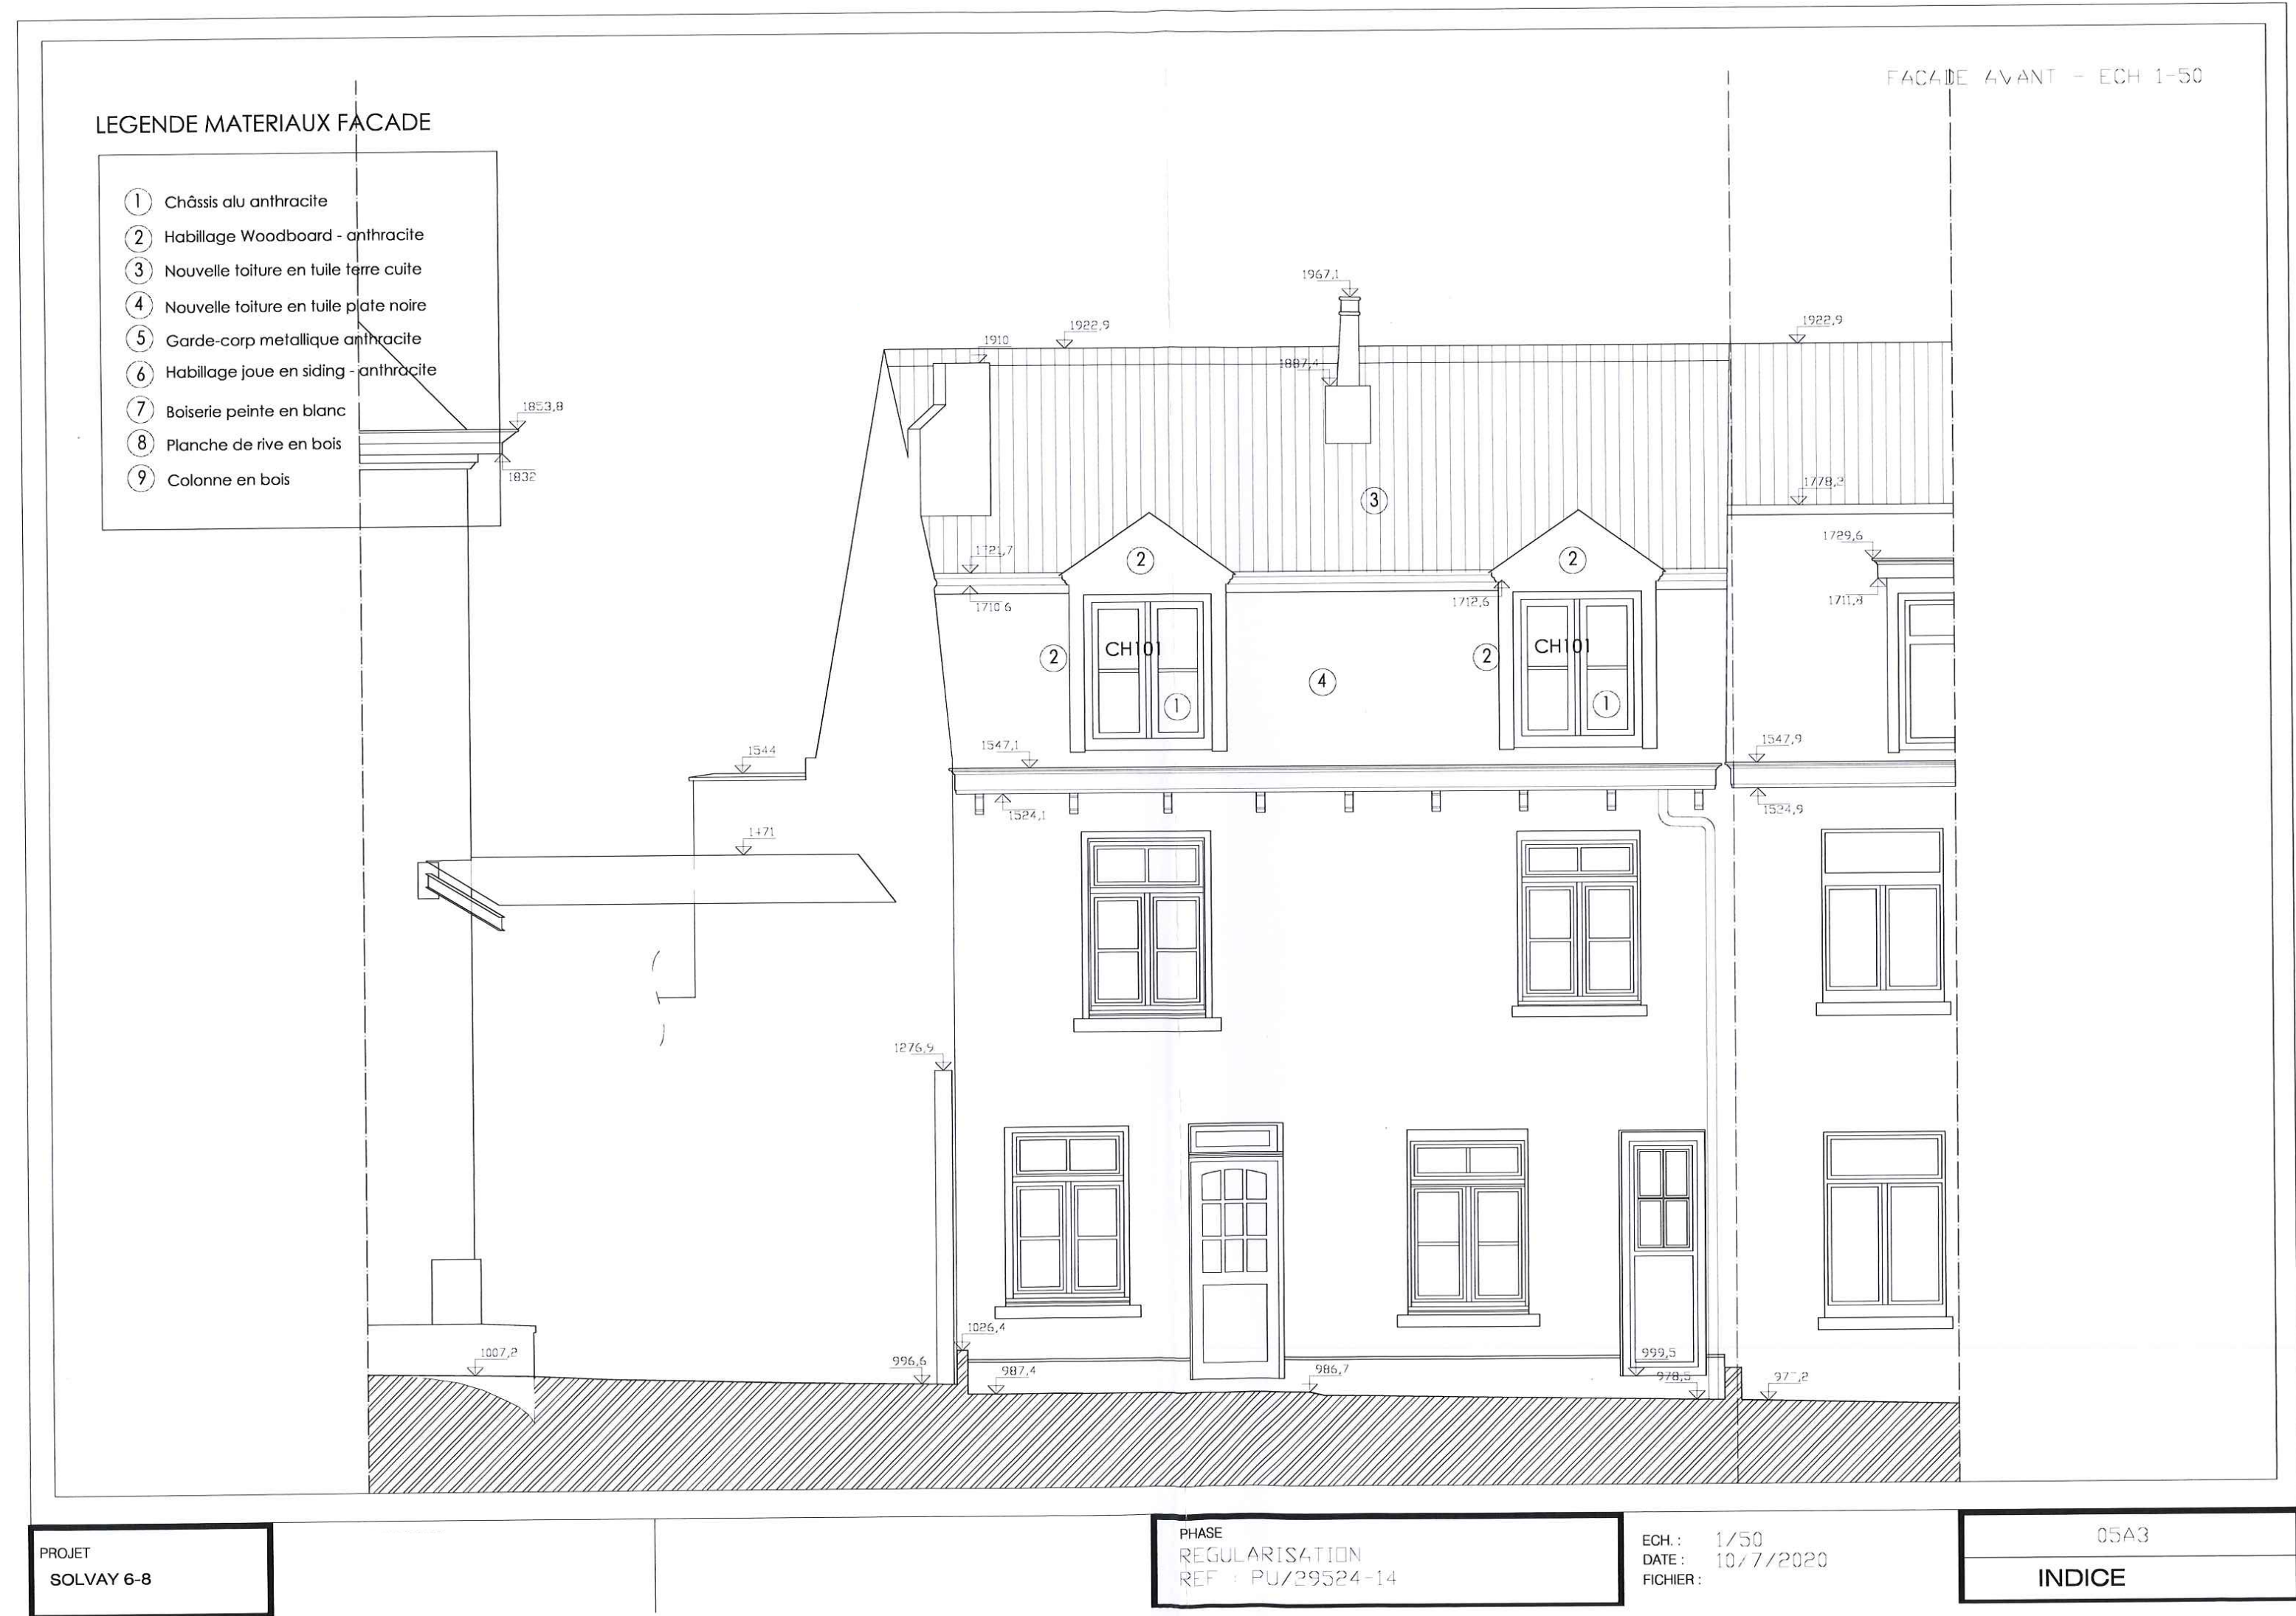 FACADE AVANT - ECH 1-50
LEGENDE MATERIAUX FACADE
1 Châssis alu anthracite
2 Habillage Woodboard - anthracite
3 Nouvelle toiture en tuile terre cuite
4 Nouvelle toiture en tuile plate noire
5 Garde-corp metallique anthracite
6 Habillage joue en siding - anthracite
7 Boiserie peinte en blanc
8 Planche de rive en bois
9 Colonne en bois
1967,1
1922,9
1922,9
1910
1887,4
1853,8
1832
3
1778,2
1729,6
2
2
1721,7
1710,6
1712,6
1711,8
CH101
CH101
2
2
4
1
1
1544
1547,1
1547,9
1524,1
1524,9
1471
1276,9
1026,4
1007,2
996,6
987,4
986,7
999,5
978,5
PROJET
SOLVAY 6-8
PHASE
REGULARISATION
REF : PU/29524-14
ECH. : 1/50
DATE : 10/7/2020
FICHIER :
05A3
INDICE